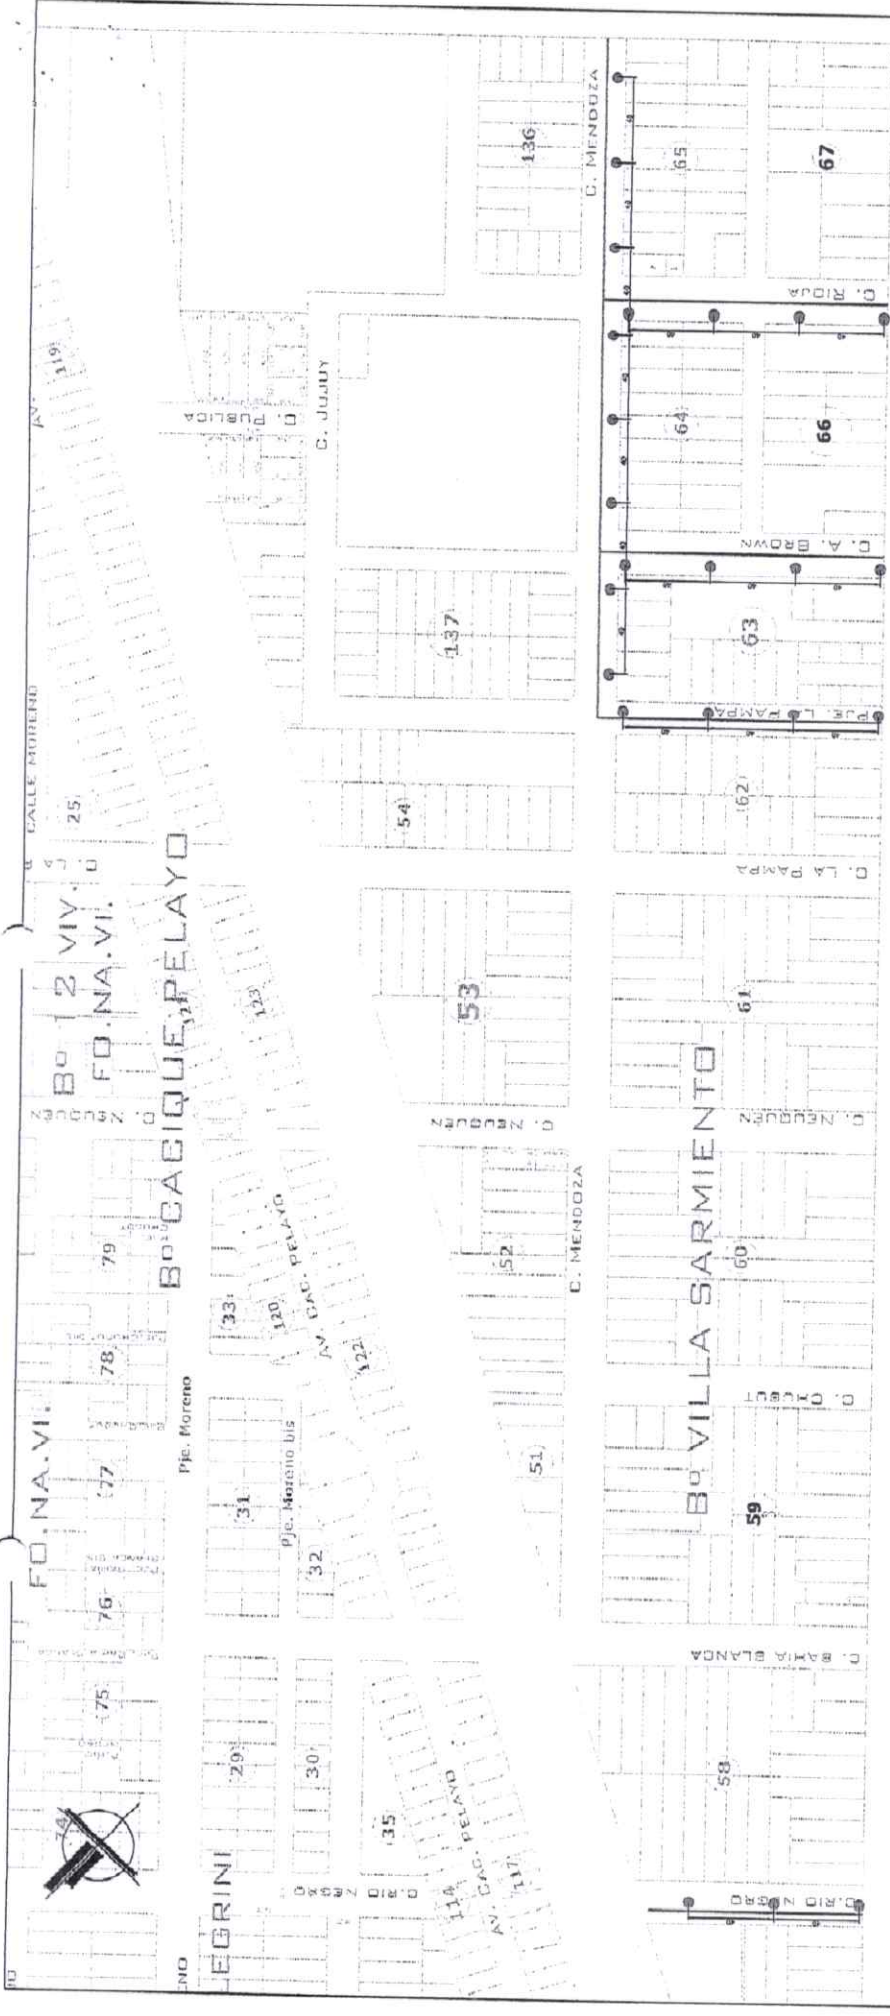 FO.NA.VI.
Bº 12 VIV.
FO.NA.VI.
CALLE MORENO
AV.
119
25
C. LA
C. NEUQUEN
79
78
77
76
75
74
Bº CACIQUE PELAYO
121
123
Pje. Moreno
33
120
AV. CAC. PELAYO
122
31
Pje. Moreno bis
32
29
30
35
EGRINI
C. RIO NEGRO
114
AV. CAC. PELAYO
117
C. PUBLICA
C. JUJUY
136
137
54
53
C. NEUQUEN
52
51
C. MENDOZA
C. MENDOZA
65
67
C. RIOJA
64
66
C. A. BROWN
63
PJE. LA PAMPA
62
C. LA PAMPA
61
C. NEUQUEN
Bº VILLA SARMIENTO
60
C. CHUBUT
59
C. BAHIA BLANCA
58
C. RIO NEGRO